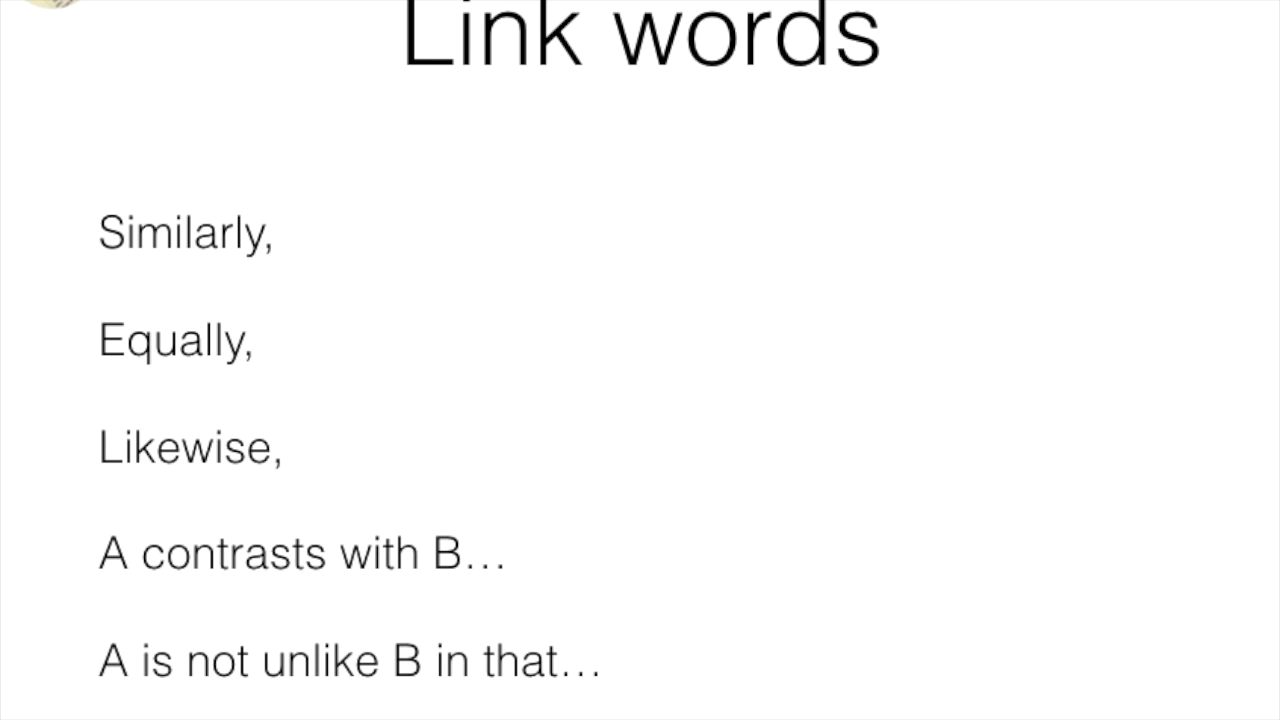 Link words
Similarly,
Equally,
Likewise,
A contrasts with B…
A is not unlike B in that…